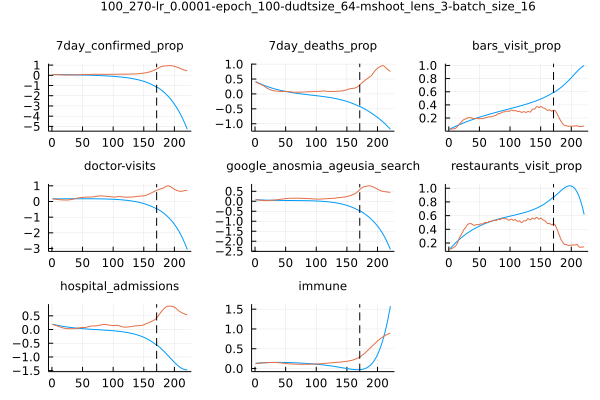 100_270-lr_0.0001-epoch_100-dudtsize_64-mshoot_lens_3-batch_size_16
7day_confirmed_prop
7day_deaths_prop
bars_visit_prop
1
0
−1
−2
−3
−4
−5
0 50 100 150 200
1.0
0.5
0.0
−0.5
−1.0
0 50 100 150 200
1.0
0.8
0.6
0.4
0.2
0 50 100 150 200
doctor-visits
google_anosmia_ageusia_search
restaurants_visit_prop
1
0
−1
−2
−3
0 50 100 150 200
0.5
0.0
−0.5
−1.0
−1.5
−2.0
−2.5
0 50 100 150 200
1.0
0.8
0.6
0.4
0.2
0 50 100 150 200
hospital_admissions
immune
0.5
0.0
−0.5
−1.0
−1.5
0 50 100 150 200
1.5
1.0
0.5
0.0
0 50 100 150 200